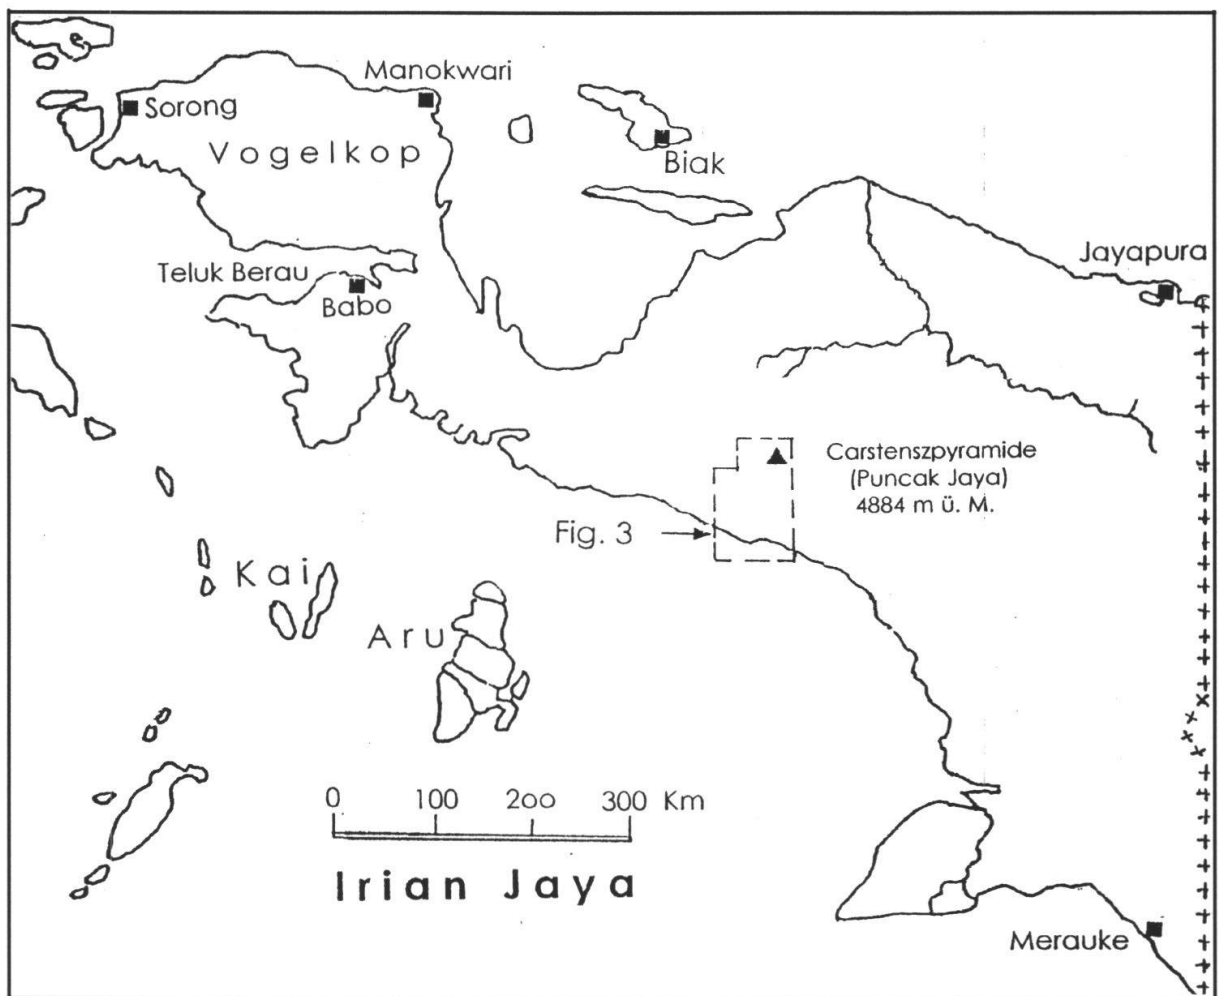 Manokwari
Sorong
Vogelkop
Biak
Jayapura
Teluk Berau
Babo
Carstenszpyramide
(Puncak Jaya)
4884 m ü. M.
Fig. 3
Kai
Aru
0 100 200 300 Km
Irian Jaya
Merauke